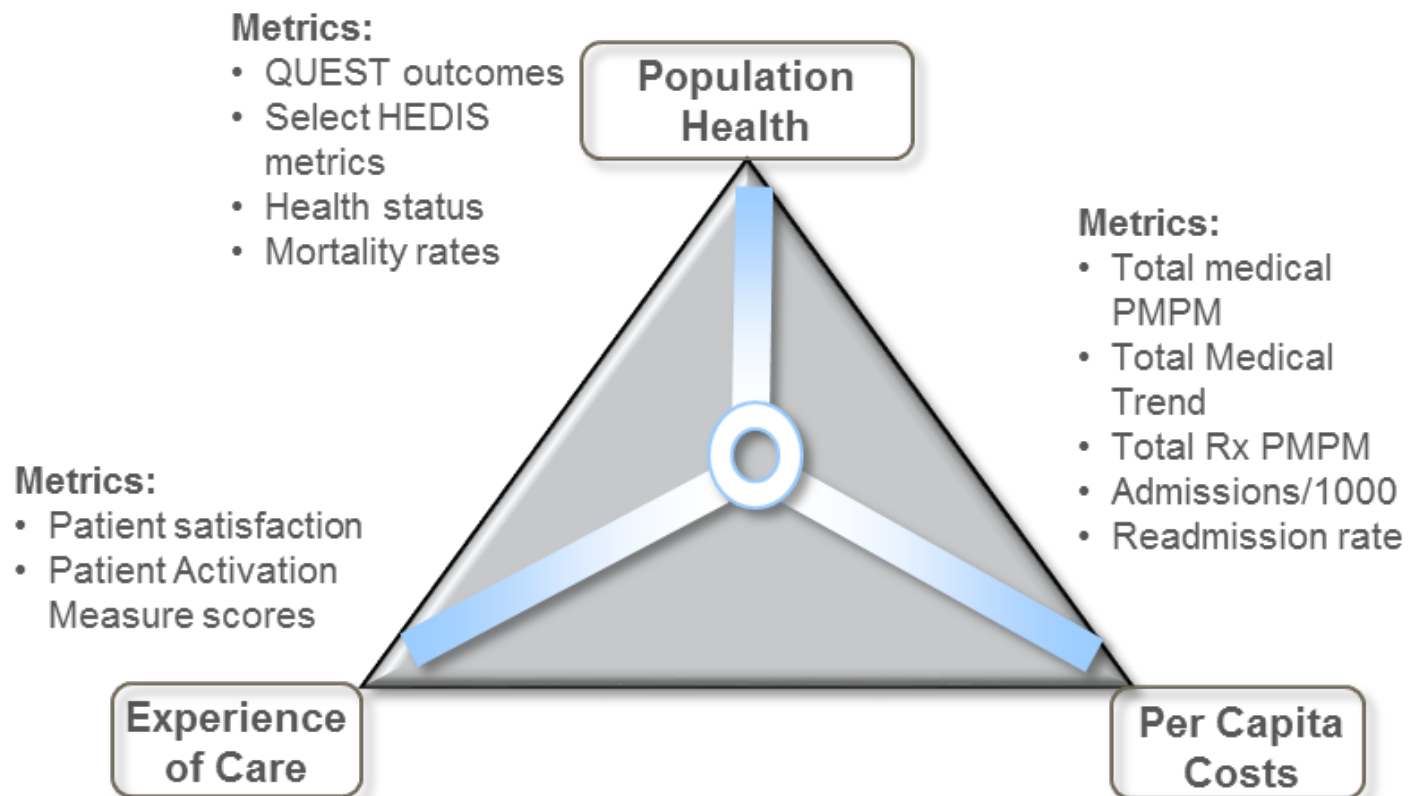 Metrics:
• QUEST outcomes
• Select HEDIS
metrics
• Health status
• Mortality rates
Population
Health
Metrics:
• Total medical
PMPM
• Total Medical
Trend
• Total Rx PMPM
• Admissions/1000
• Readmission rate
Metrics:
• Patient satisfaction
• Patient Activation
Measure scores
Experience
of Care
Per Capita
Costs